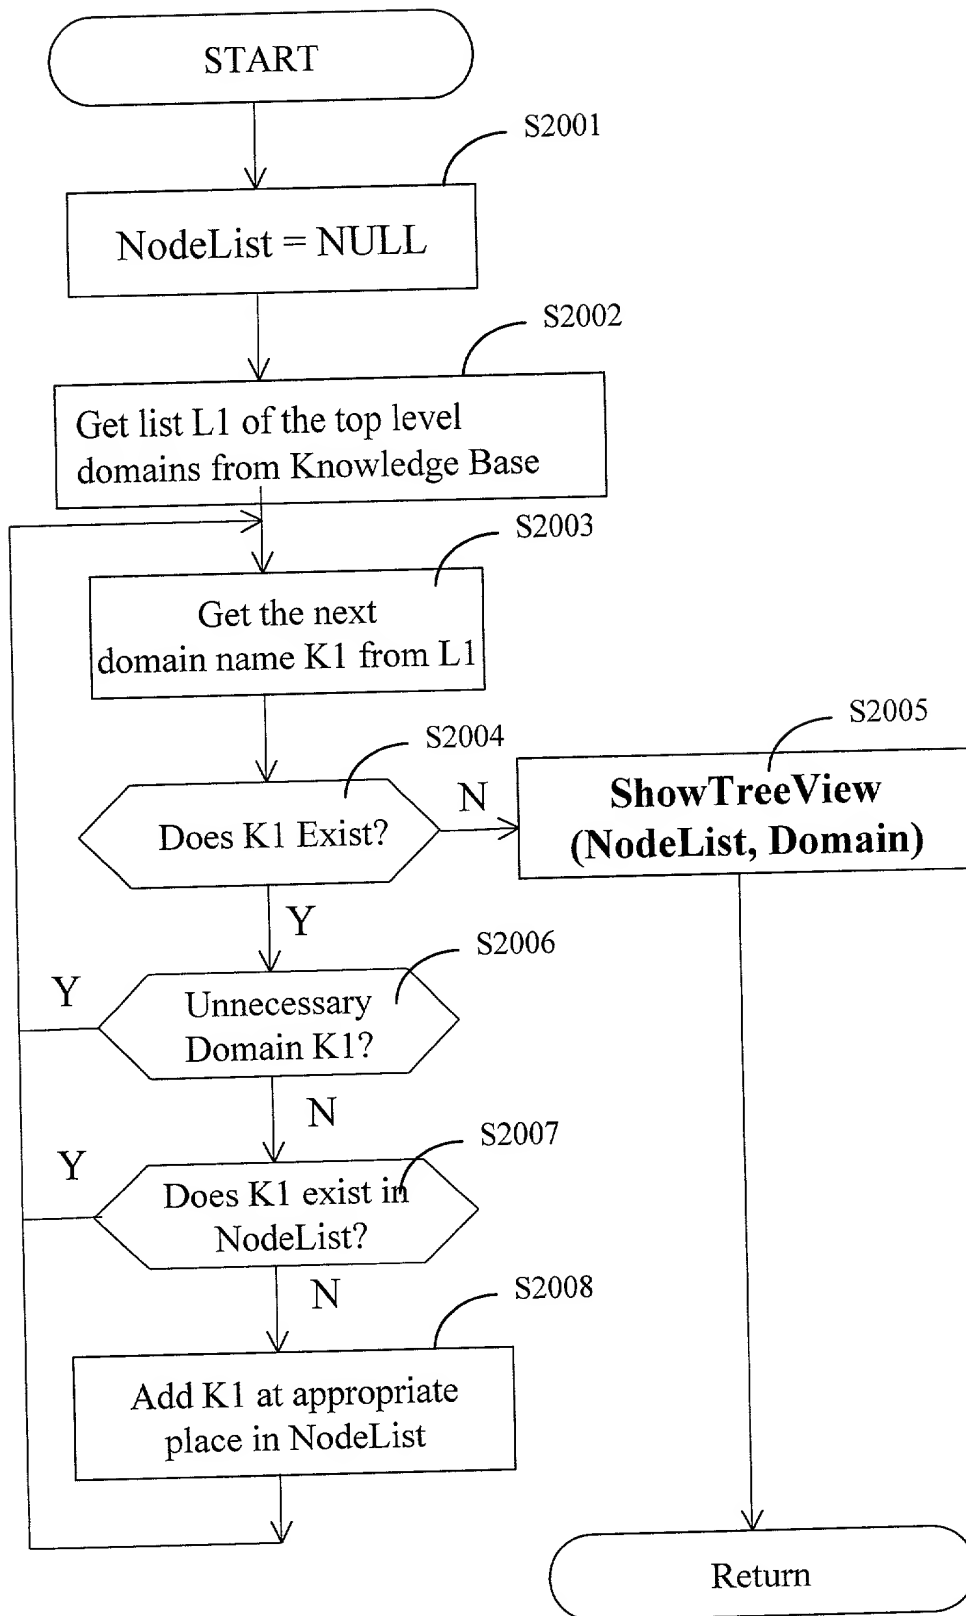 START
S2001
NodeList = NULL
S2002
Get list L1 of the top level
domains from Knowledge Base
S2003
Get the next
domain name K1 from L1
S2004
Does K1 Exist?
N
S2005
ShowTreeView
(NodeList, Domain)
Y
S2006
Y
Unnecessary
Domain K1?
N
S2007
Y
Does K1 exist in
NodeList?
N
S2008
Add K1 at appropriate
place in NodeList
Return